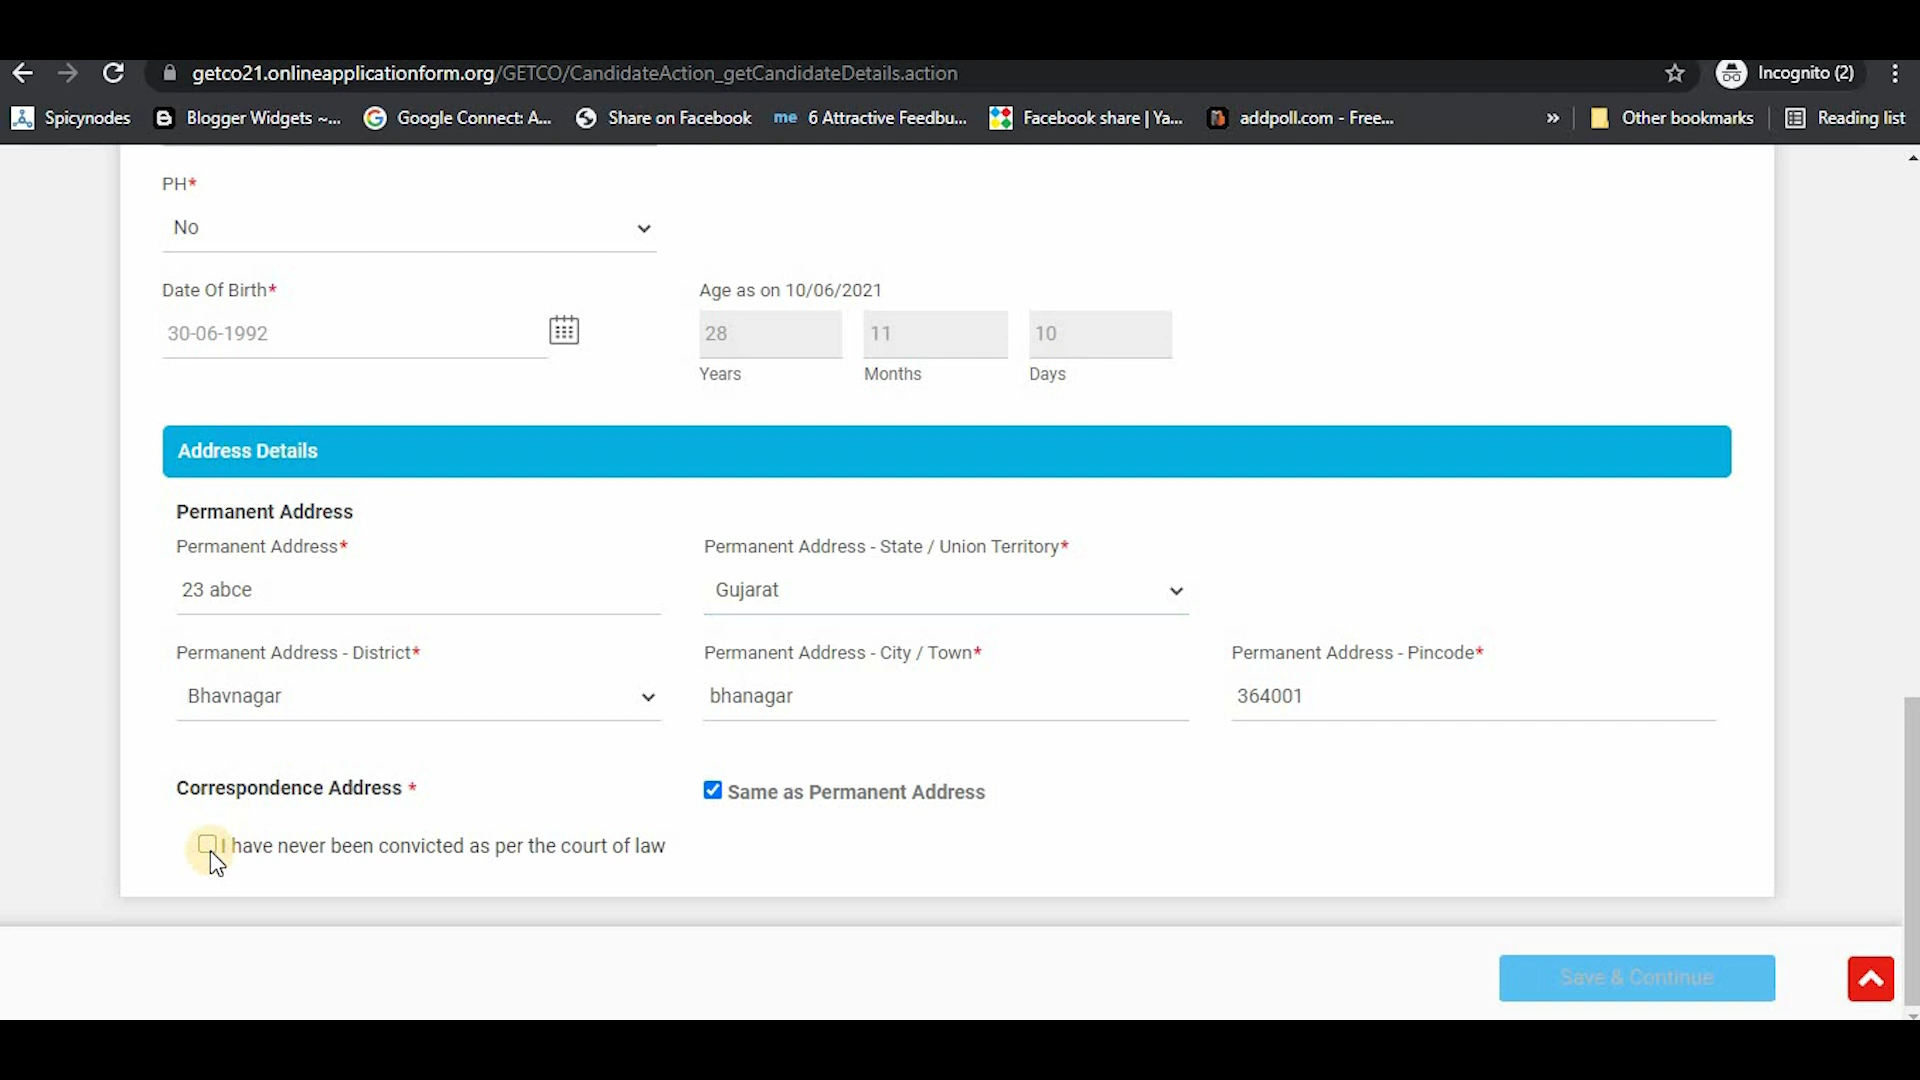 getco21.onlineapplicationform.org/GETCO/CandidateAction_getCandidateDetails.action
Incognito (2)
Spicynodes
Blogger Widgets ~...
Google Connect: A...
Share on Facebook
me 6 Attractive Feedbu...
Facebook share | Ya...
addpoll.com - Free...
»
Other bookmarks
Reading list
PH*
No
Date Of Birth*
Age as on 10/06/2021
30-06-1992
28
11
10
Years
Months
Days
Address Details
Permanent Address
Permanent Address*
Permanent Address - State / Union Territory*
23 abce
Gujarat
Permanent Address - District*
Permanent Address - City / Town*
Permanent Address - Pincode*
Bhavnagar
bhanagar
364001
Correspondence Address *
Same as Permanent Address
I have never been convicted as per the court of law
Save & Continue